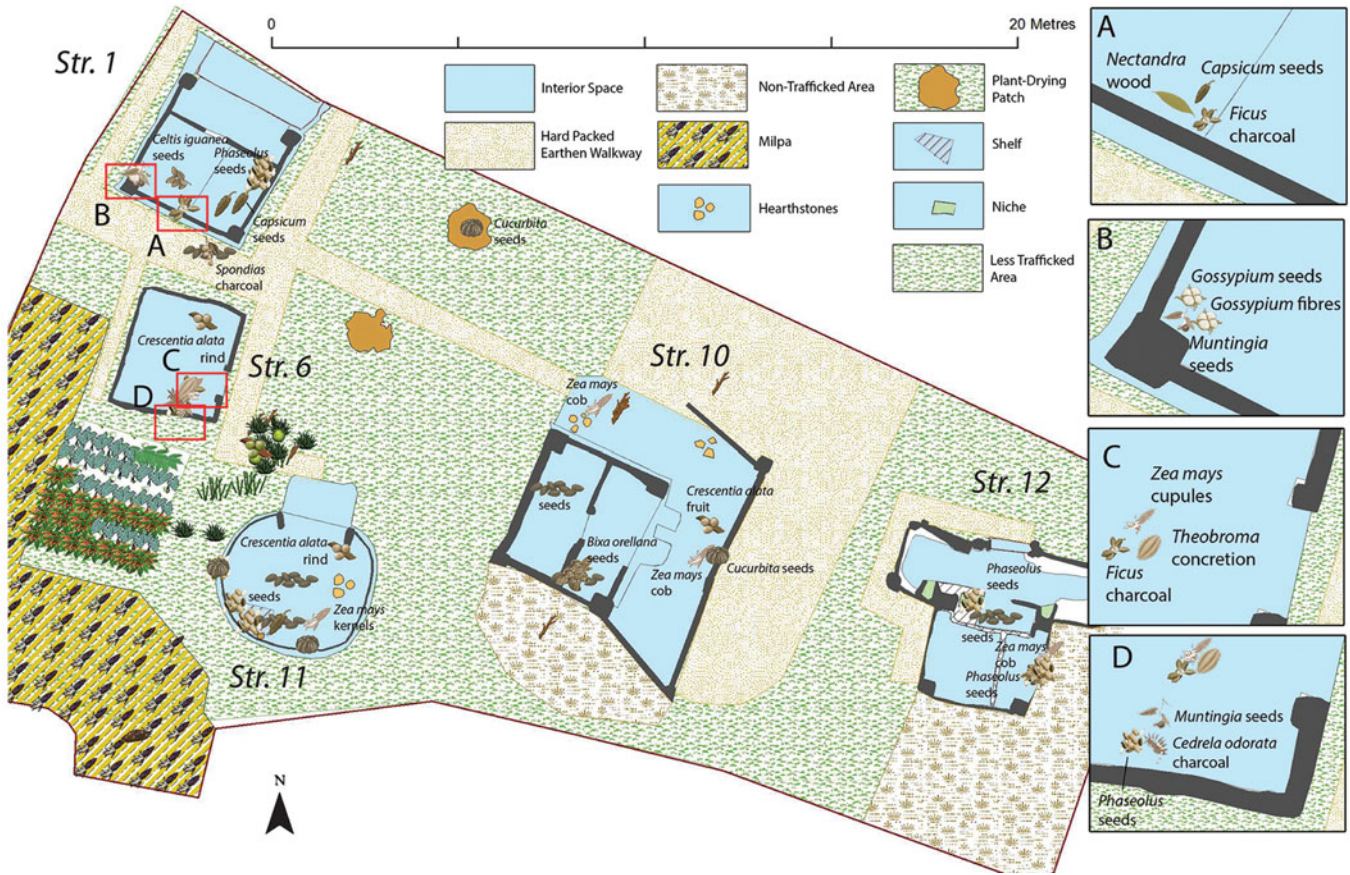 0
20 Metres
Str. 1
Interior Space
Hard Packed
Earthen Walkway
Non-Trafficked Area
Milpa
Hearthstones
Plant-Drying
Patch
Shelf
Niche
Less Trafficked
Area
Celtis iguanea
seeds
Phaseolus
seeds
B
A
Capsicum
seeds
Spondias
charcoal
Cucurbita
seeds
Crescentia alata
rind
C
D
Str. 6
Str. 10
Zea mays
cob
seeds
Bixa orellana
seeds
Crescentia alata
fruit
Zea mays
cob
Cucurbita seeds
Str. 12
Phaseolus
seeds
seeds
Zea mays
cob
Phaseolus
seeds
Crescentia alata
rind
seeds
Zea mays
kernels
Str. 11
N
A
Nectandra
wood
Capsicum seeds
Ficus
charcoal
B
Gossypium seeds
Gossypium fibres
Muntingia
seeds
C
Zea mays
cupules
Theobroma
concretion
Ficus
charcoal
D
Muntingia seeds
Cedrela odorata
charcoal
Phaseolus
seeds